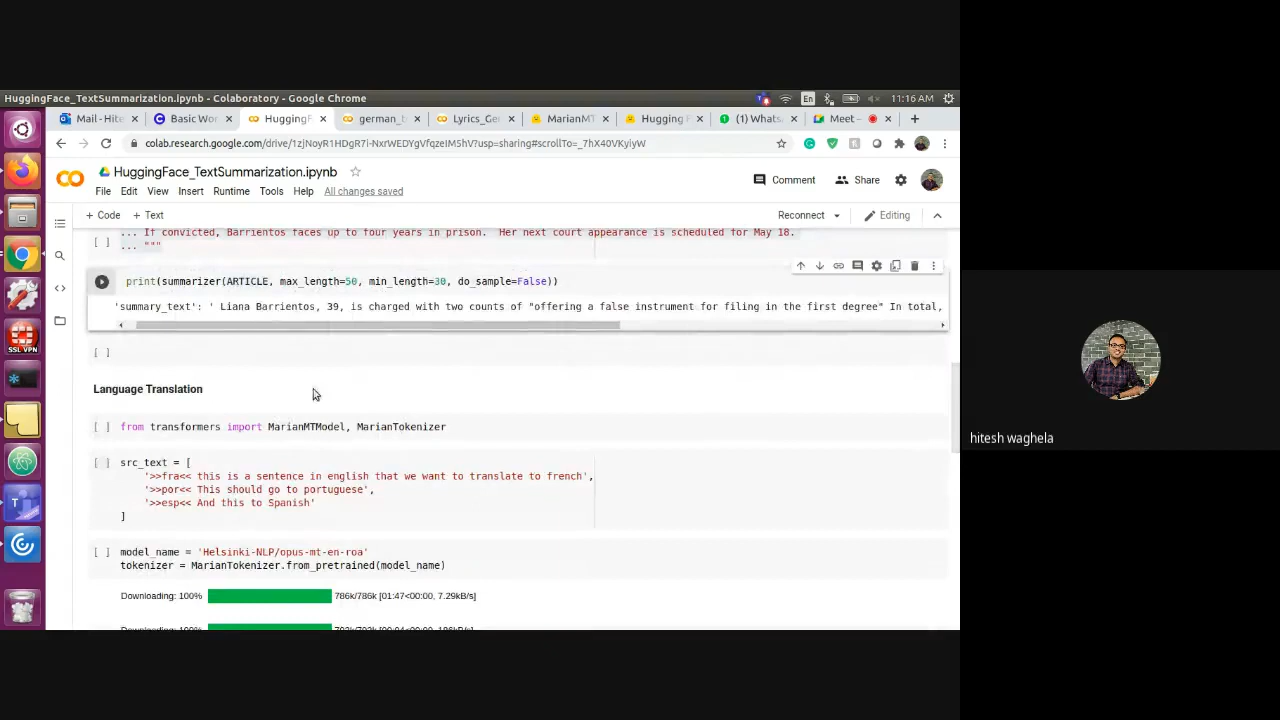 HuggingFace_TextSummarization.ipynb - Colaboratory - Google Chrome
En
11:16 AM
Mail - Hite
Basic Wo
HuggingF
german_t
Lyrics_Ge
MarianMT
Hugging F
(1) Whats
Meet –
colab.research.google.com/drive/1zjNoyR1HDgR7i-NxrWEDYgVfqzeIM5hV?usp=sharing#scrollTo=_7hX40VKyiyW
HuggingFace_TextSummarization.ipynb
Comment
Share
File Edit View Insert Runtime Tools Help All changes saved
+ Code + Text
Reconnect
Editing
[ ] ... If convicted, Barrientos faces up to four years in prison. Her next court appearance is scheduled for May 18.
... """
print(summarizer(ARTICLE, max_length=50, min_length=30, do_sample=False))
'summary_text': ' Liana Barrientos, 39, is charged with two counts of "offering a false instrument for filing in the first degree" In total,
[ ]
Language Translation
[ ] from transformers import MarianMTModel, MarianTokenizer
[ ] src_text = [
'>>fra<< this is a sentence in english that we want to translate to french',
'>>por<< This should go to portuguese',
'>>esp<< And this to Spanish'
]
[ ] model_name = 'Helsinki-NLP/opus-mt-en-roa'
tokenizer = MarianTokenizer.from_pretrained(model_name)
Downloading: 100% 786k/786k [01:47<00:00, 7.29kB/s]
SSL VPN
hitesh waghela